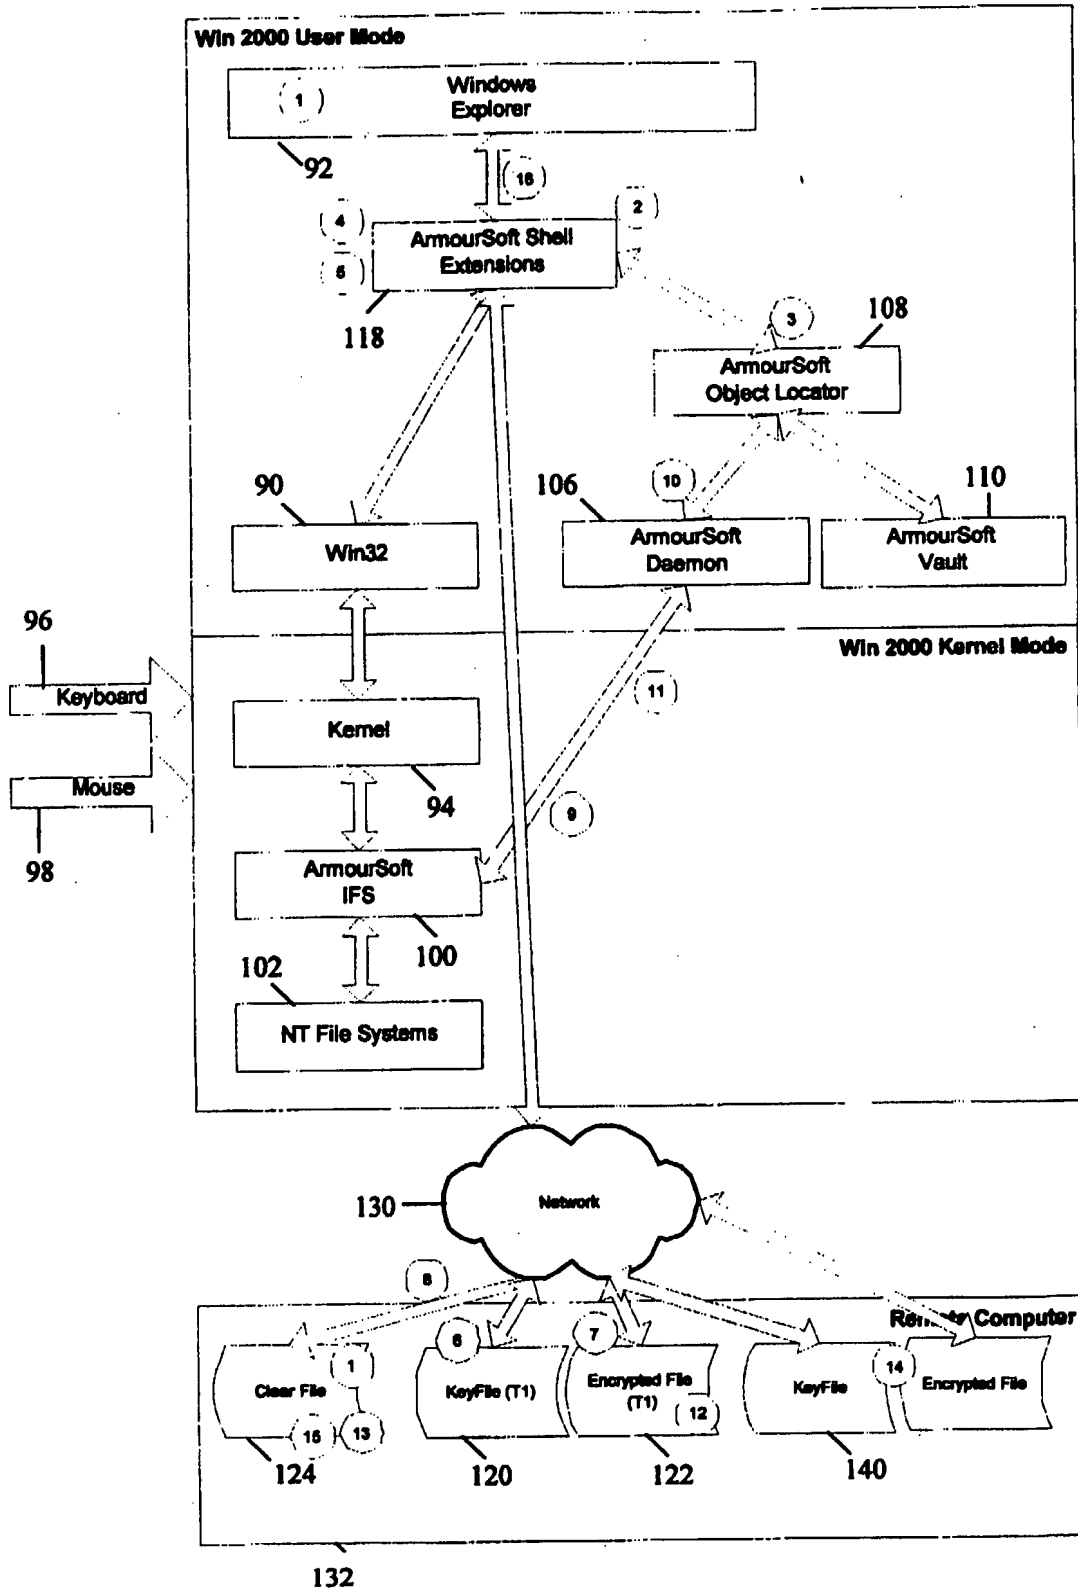 Win 2000 User Mode
1
Windows
Explorer
92
16
2
4
ArmourSoft Shell
Extensions
5
118
3
108
ArmourSoft
Object Locator
90
106
10
110
Win32
ArmourSoft
Daemon
ArmourSoft
Vault
96
Win 2000 Kernel Mode
Keyboard
11
Kernel
Mouse
94
9
98
ArmourSoft
IFS
100
102
NT File Systems
130
Network
8
Remote Computer
6
7
1
14
Clear File
KeyFile (T1)
Encrypted File
(T1)
12
KeyFile
Encrypted File
15
13
124
120
122
140
132